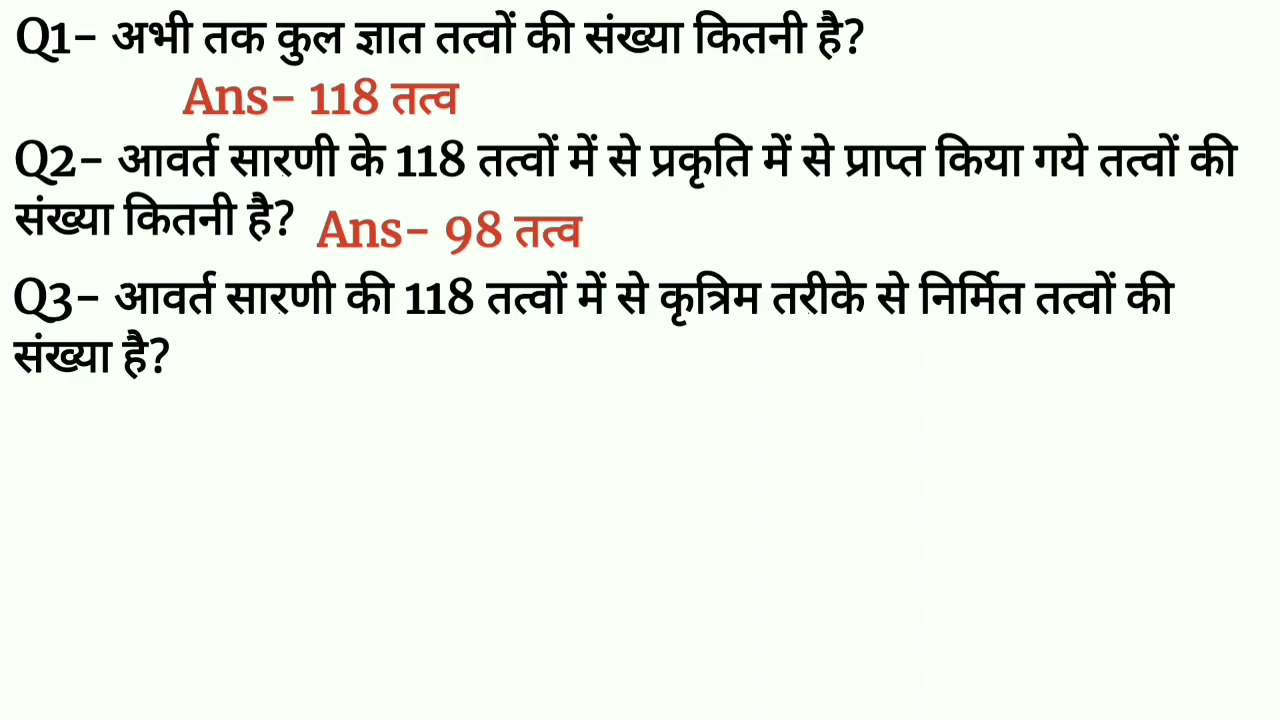 Q1- अभी तक कुल ज्ञात तत्वों की संख्या कितनी है?
Ans- 118 तत्व
Q2- आवर्त सारणी के 118 तत्वों में से प्रकृति में से प्राप्त किया गये तत्वों की
संख्या कितनी है? Ans- 98 तत्व
Q3- आवर्त सारणी की 118 तत्वों में से कृत्रिम तरीके से निर्मित तत्वों की
संख्या है?